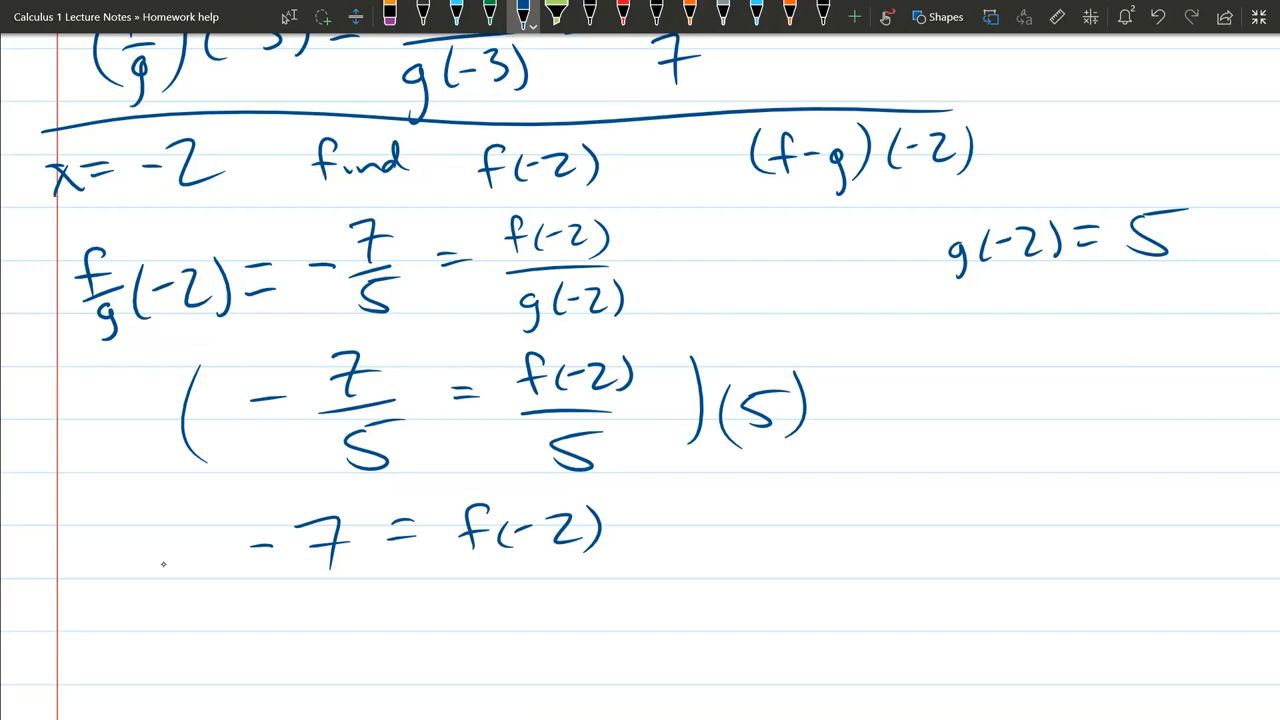 Calculus 1 Lecture Notes » Homework help
Shapes
g(-3)
7
x = -2 find f(-2) (f-g)(-2)
f/g (-2) = - 7/5 = f(-2)/g(-2) g(-2) = 5
( - 7/5 = f(-2)/5 )(5)
-7 = f(-2)